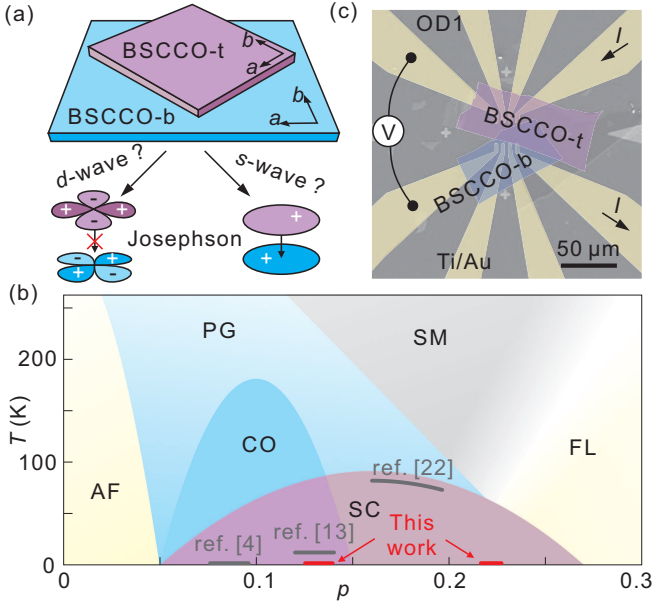 (a)
BSCCO-t
b
a
BSCCO-b
b
a
d-wave ?
s-wave ?
-
+
+
-
+
Josephson
-
+
+
-
+
(c)
OD1
I
V
BSCCO-t
BSCCO-b
I
Ti/Au
50 µm
(b)
T (K)
200
100
0
PG
SM
CO
AF
ref. [22]
FL
SC
ref. [13]
ref. [4]
This
work
0
0.1
0.2
0.3
p